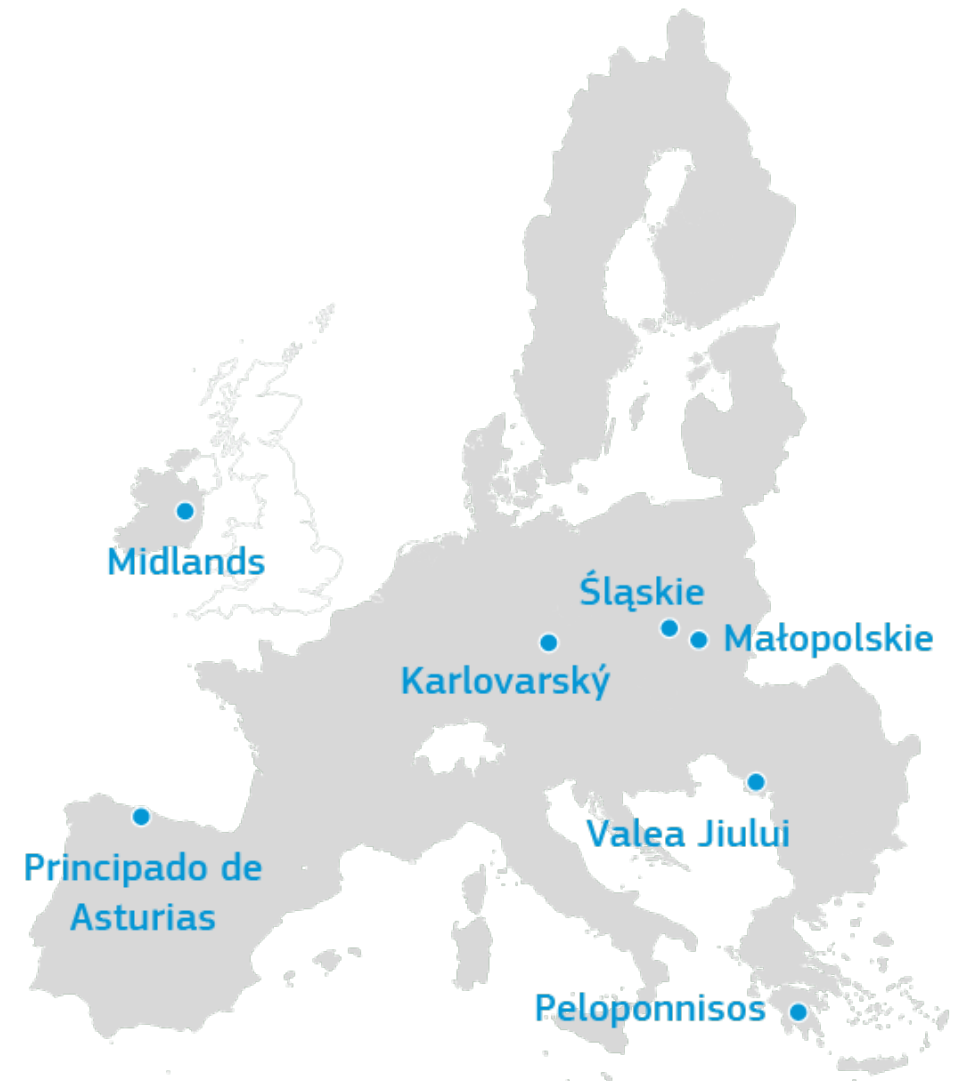 Midlands
Śląskie
Małopolskie
Karlovarský
Valea Jiului
Principado de
Asturias
Peloponnisos